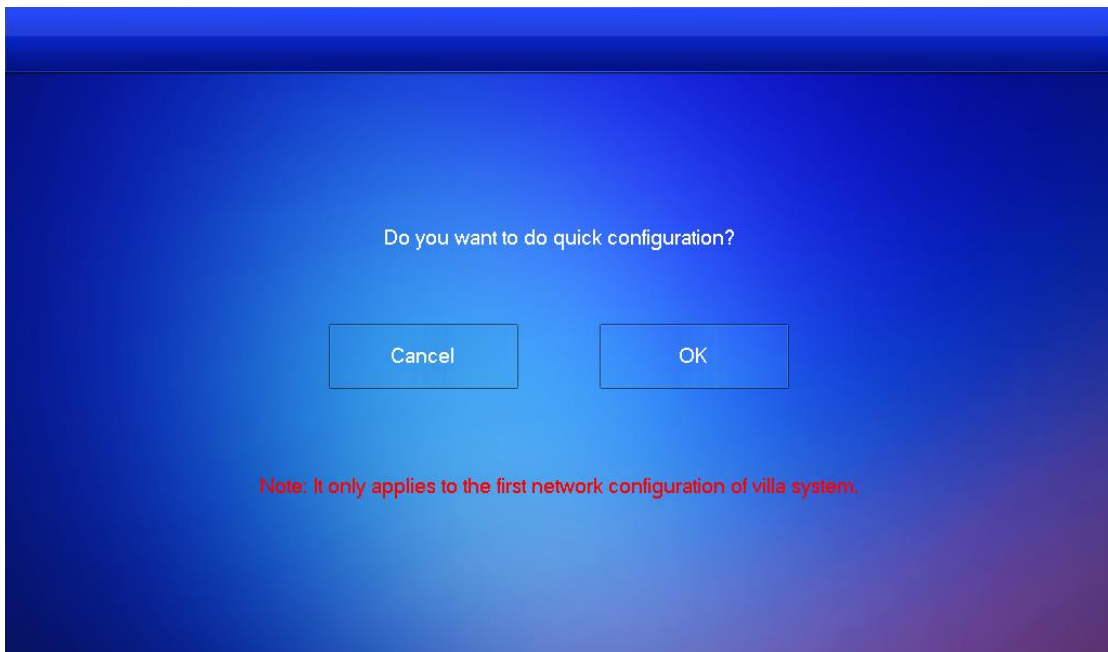 Do you want to do quick configuration?
Cancel
OK
Note: It only applies to the first network configuration of villa system.